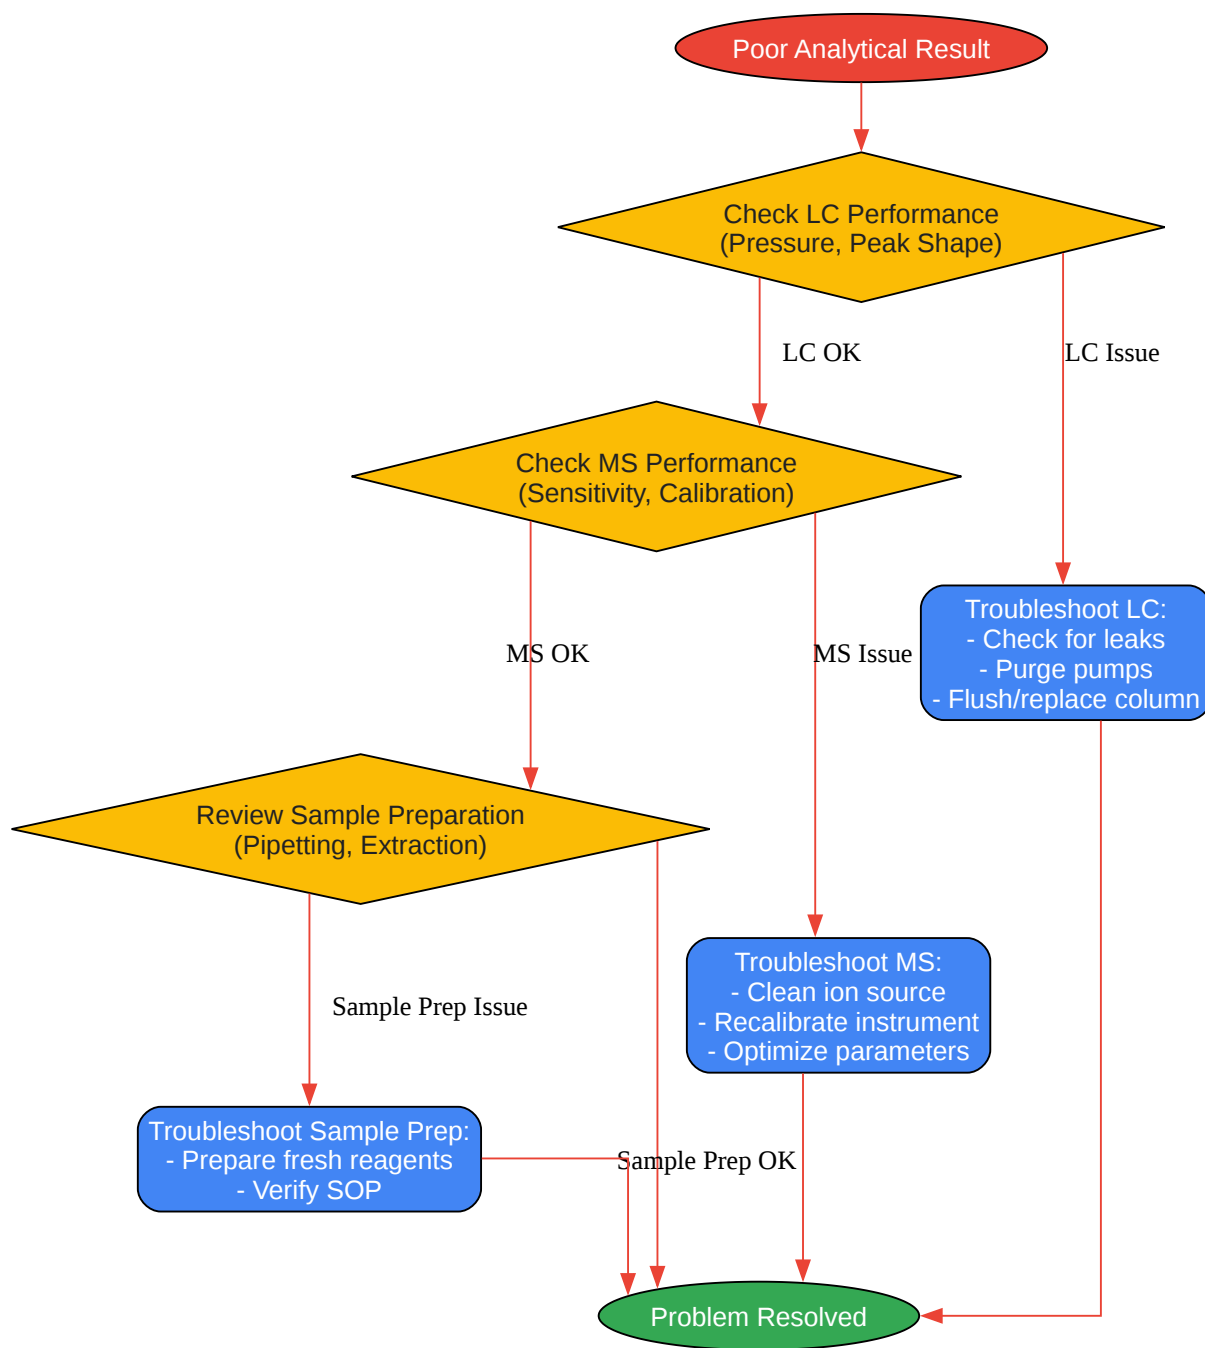 Poor Analytical Result
Check LC Performance
(Pressure, Peak Shape)
LC OK
LC Issue
Check MS Performance
(Sensitivity, Calibration)
MS OK
MS Issue
Troubleshoot LC:
- Check for leaks
- Purge pumps
- Flush/replace column
Review Sample Preparation
(Pipetting, Extraction)
Sample Prep Issue
Troubleshoot MS:
- Clean ion source
- Recalibrate instrument
- Optimize parameters
Troubleshoot Sample Prep:
- Prepare fresh reagents
- Verify SOP
Sample Prep OK
Problem Resolved